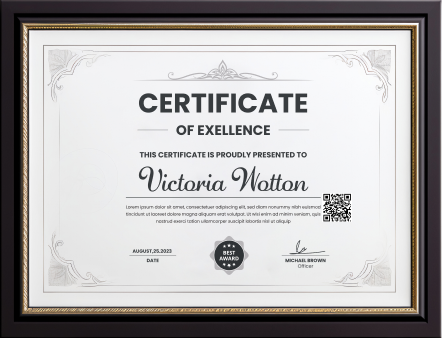 CERTIFICATE
OF EXELLENCE
THIS CERTIFICATE IS PROUDLY PRESENTED TO
Victoria Wotton
Lorem ipsum dolor sit amet, consectetuer adipiscing elit, sed diam nonummy nibh euismod
tincidunt ut laoreet dolore magna aliquam erat volutpat. Ut wisi enim ad minim veniam, quis
nostrud exerci tation ullamcorper suscipit lobortis nisl ut aliquip
AUGUST,25,2023
DATE
BEST
AWARD
MICHAEL BROWN
Officer